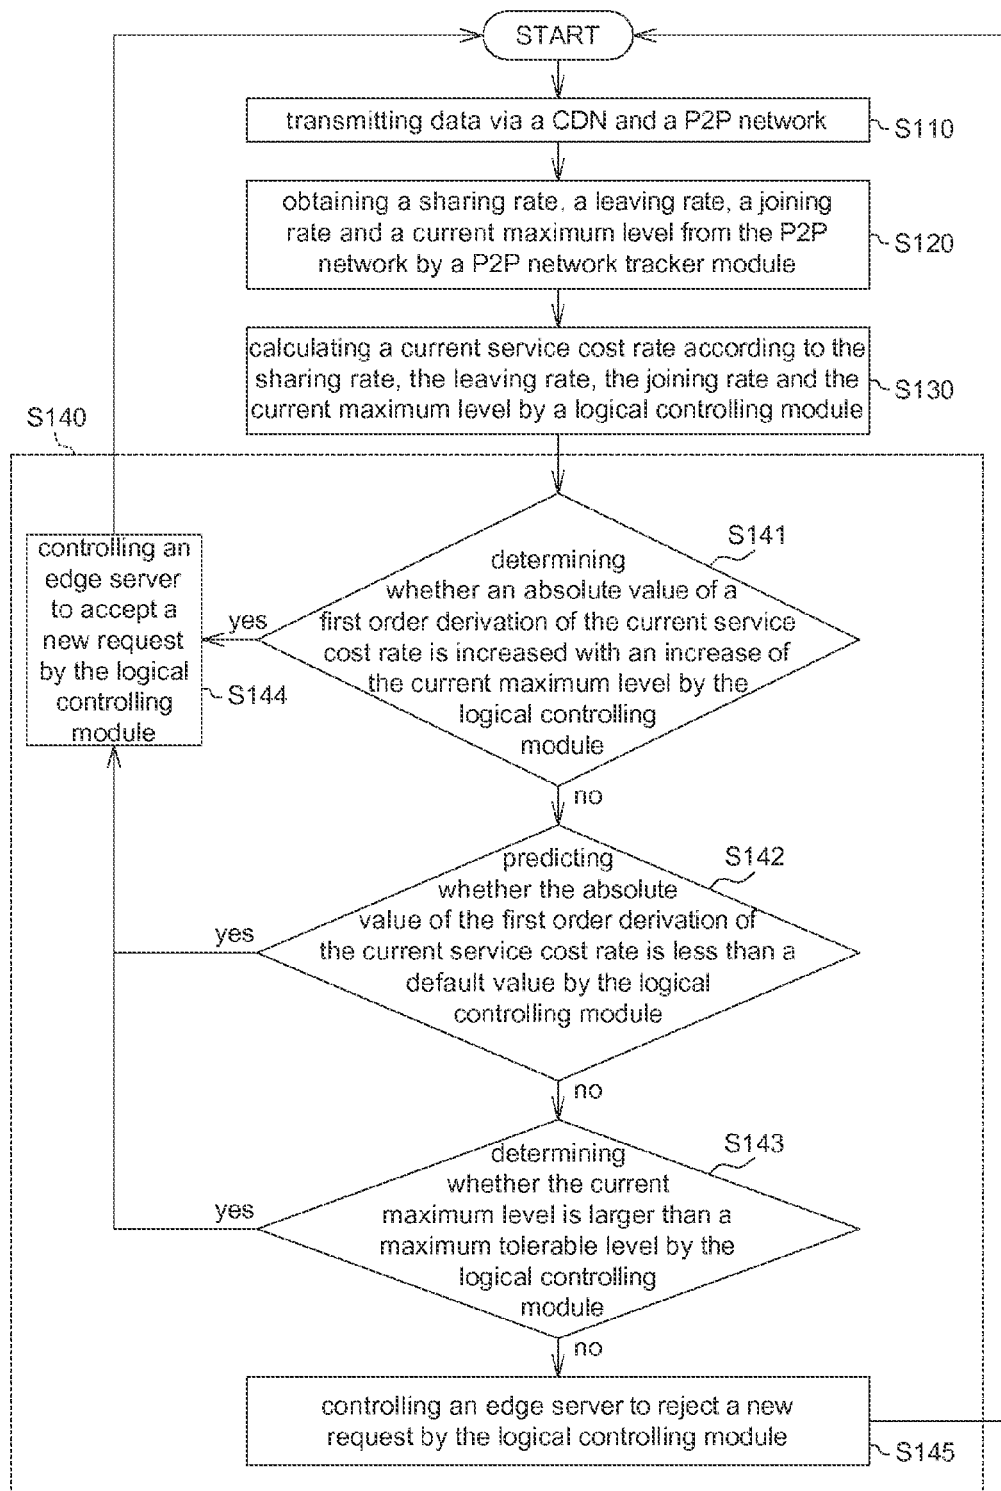 START
transmitting data via a CDN and a P2P network
S110
obtaining a sharing rate, a leaving rate, a joining
rate and a current maximum level from the P2P
network by a P2P network tracker module
S120
calculating a current service cost rate according to the
sharing rate, the leaving rate, the joining rate and the
current maximum level by a logical controlling module
S130
S140
determining
whether an absolute value of a
first order derivation of the current service
cost rate is increased with an increase of
the current maximum level by the
logical controlling
module
S141
yes
controlling an
edge server
to accept a
new request
by the logical
controlling
module
S144
no
predicting
whether the absolute
value of the first order derivation of
the current service cost rate is less than a
default value by the logical
controlling module
S142
yes
no
determining
whether the current
maximum level is larger than a
maximum tolerable level by the
logical controlling
module
S143
yes
no
controlling an edge server to reject a new
request by the logical controlling module
S145